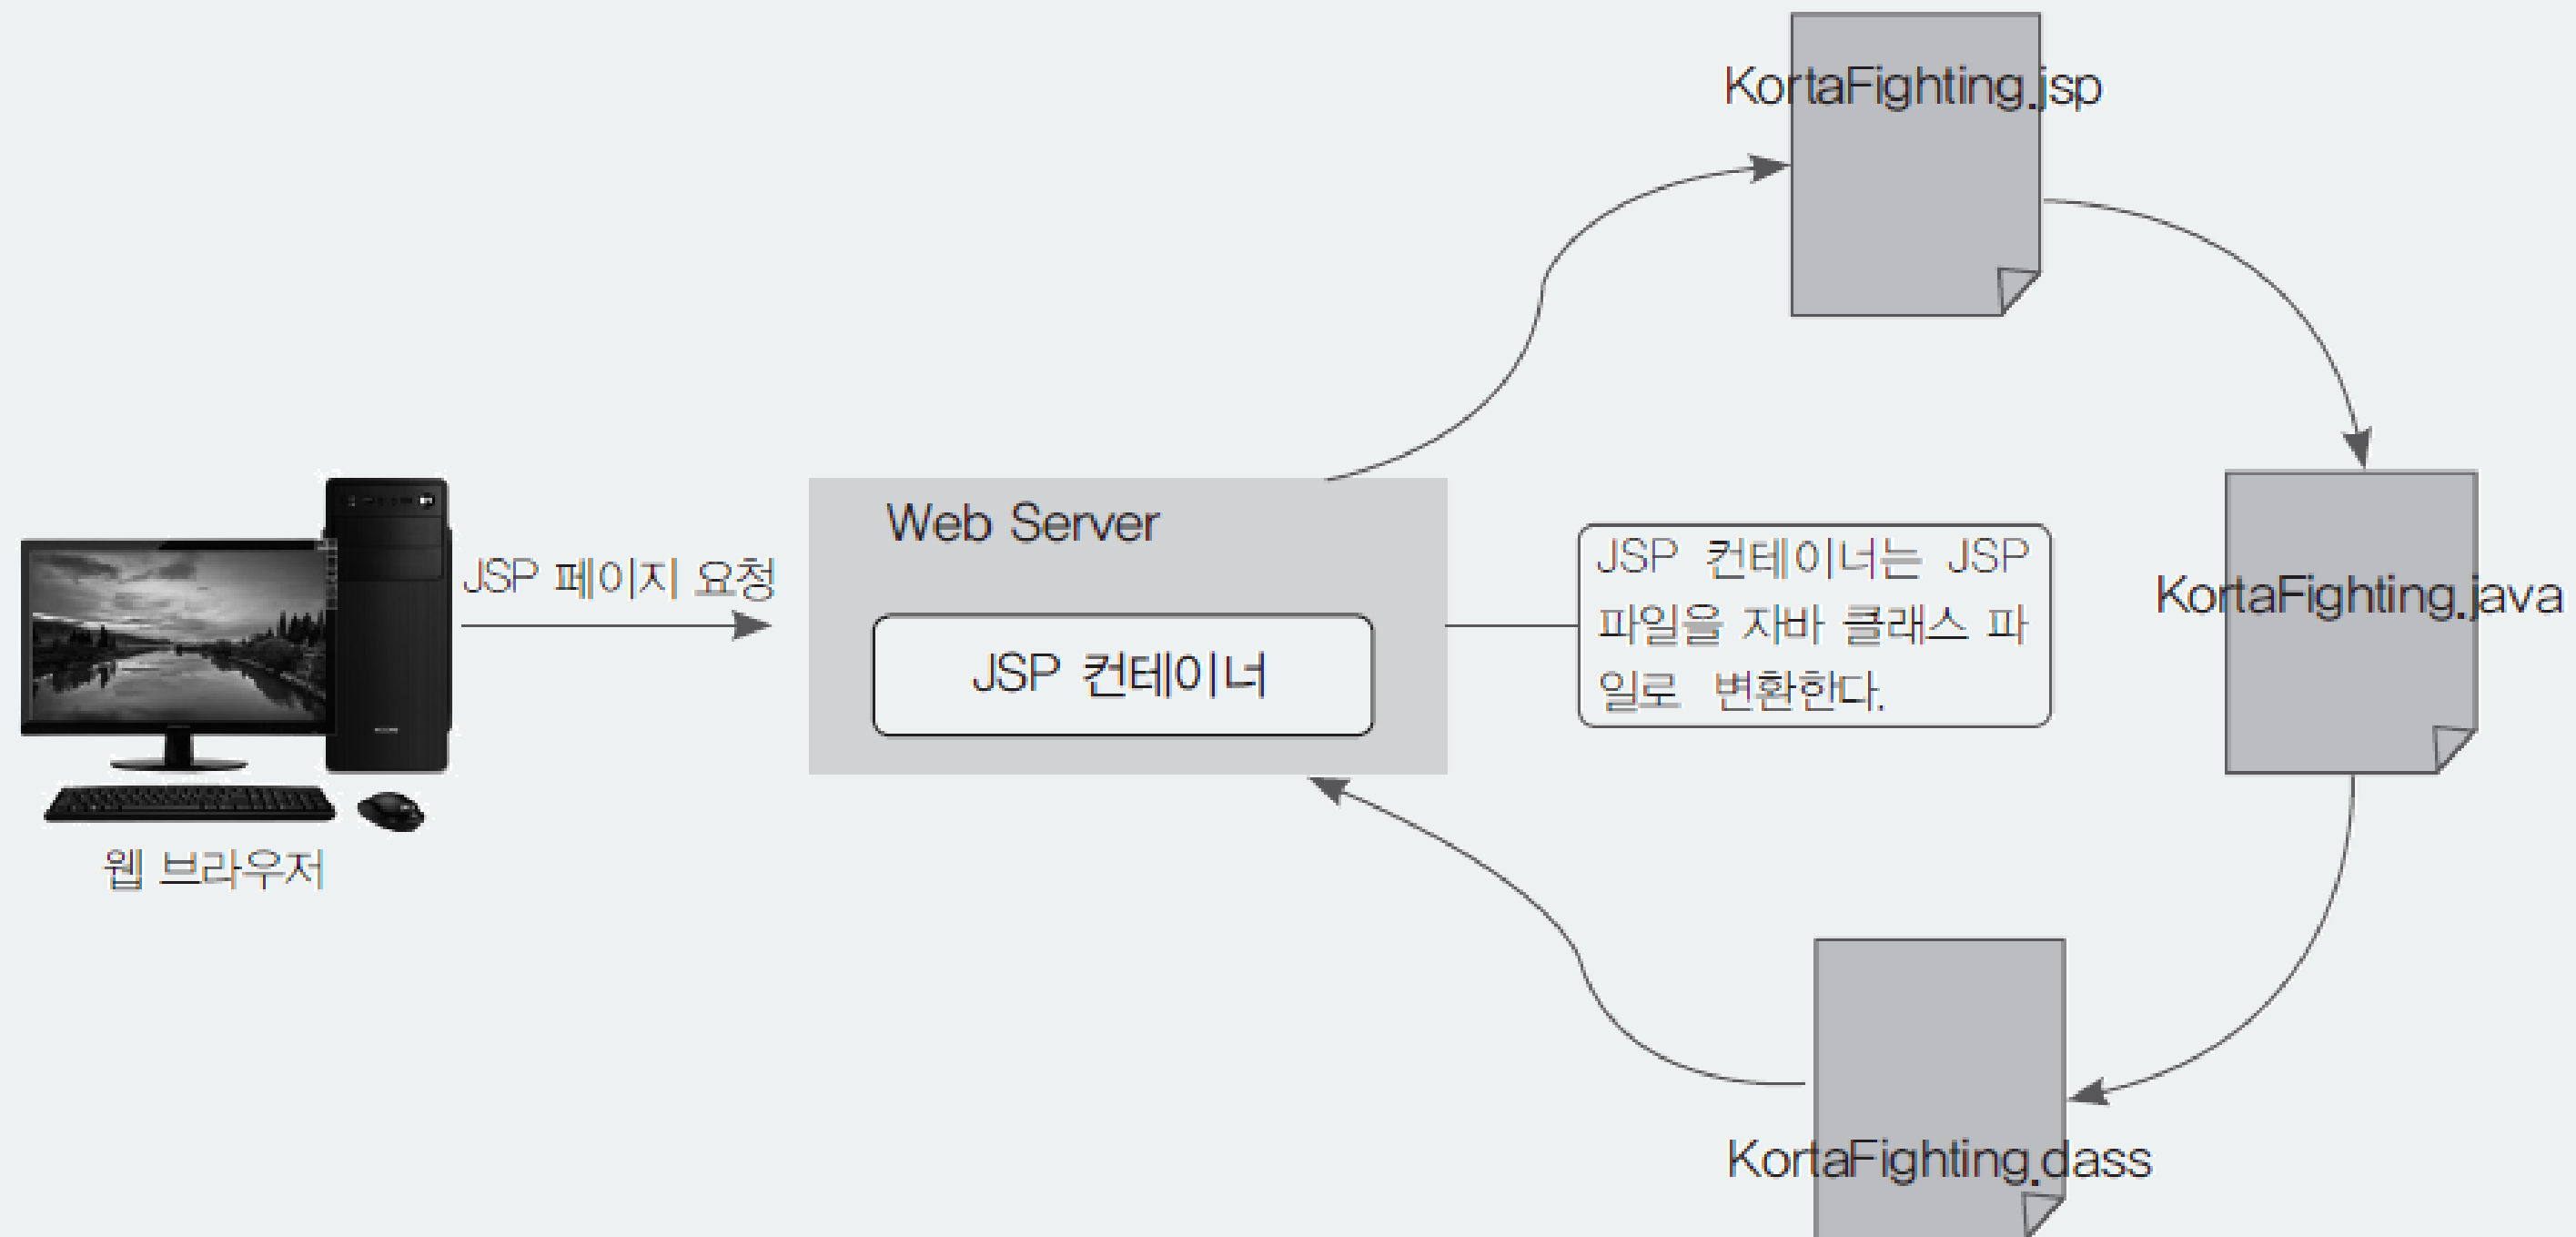 KortaFighting.jsp
Web Server
JSP 페이지 요청
JSP 컨테이너는 JSP
파일을 자바 클래스 파
일로 변환한다.
KortaFighting.java
JSP 컨테이너
웹 브라우저
KortaFighting.dass